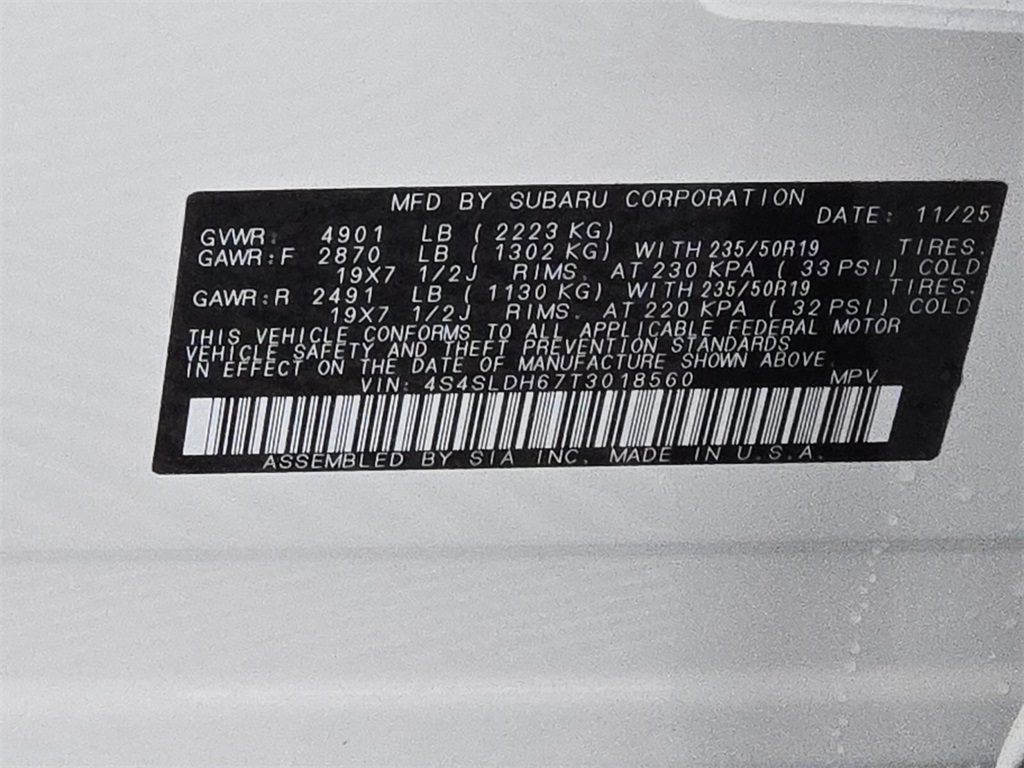 MFD BY SUBARU CORPORATION
DATE: 11/25
GVWR: 4901 LB ( 2223 KG)
GAWR:F 2870 LB ( 1302 KG) WITH 235/50R19 TIRES.
19X7 1/2J RIMS. AT 230 KPA ( 33 PSI) COLD
GAWR:R 2491 LB ( 1130 KG) WITH 235/50R19 TIRES.
19X7 1/2J RIMS. AT 220 KPA ( 32 PSI) COLD
THIS VEHICLE CONFORMS TO ALL APPLICABLE FEDERAL MOTOR
VEHICLE SAFETY AND THEFT PREVENTION STANDARDS
IN EFFECT ON THE DATE OF MANUFACTURE SHOWN ABOVE.
VIN: 4S4SLDH67T3018560 MPV
ASSEMBLED BY SIA INC. MADE IN U.S.A.